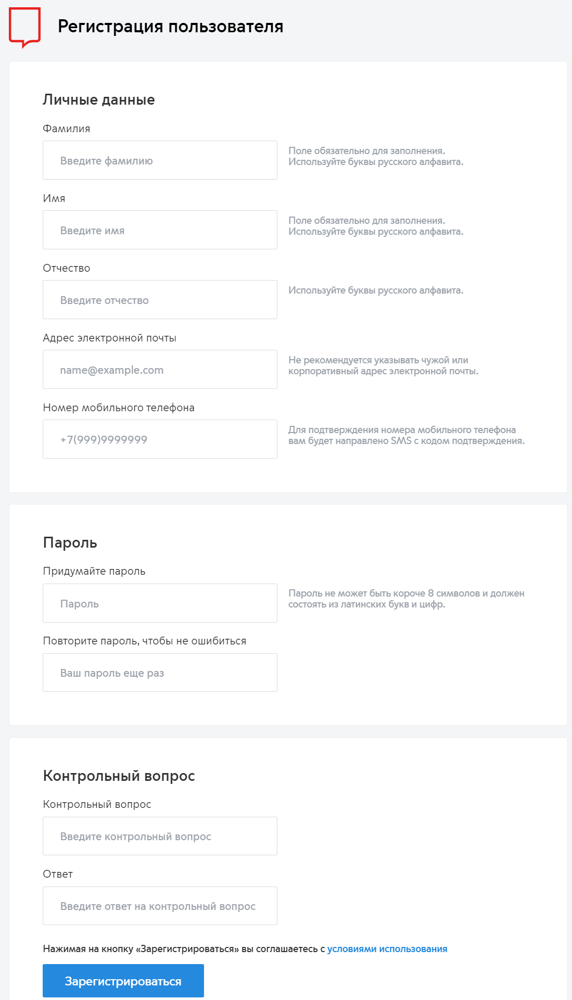 Регистрация пользователя
Личные данные
Фамилия
Введите фамилию
Поле обязательно для заполнения.
Используйте буквы русского алфавита.
Имя
Введите имя
Поле обязательно для заполнения.
Используйте буквы русского алфавита.
Отчество
Введите отчество
Используйте буквы русского алфавита.
Адрес электронной почты
name@example.com
Не рекомендуется указывать чужой или
корпоративный адрес электронной почты.
Номер мобильного телефона
+7(999)9999999
Для подтверждения номера мобильного телефона
вам будет направлено SMS с кодом подтверждения.
Пароль
Придумайте пароль
Пароль
Пароль не может быть короче 8 символов и должен
состоять из латинских букв и цифр.
Повторите пароль, чтобы не ошибиться
Ваш пароль еще раз
Контрольный вопрос
Контрольный вопрос
Введите контрольный вопрос
Ответ
Введите ответ на контрольный вопрос
Нажимая на кнопку «Зарегистрироваться» вы соглашаетесь с условиями использования
Зарегистрироваться